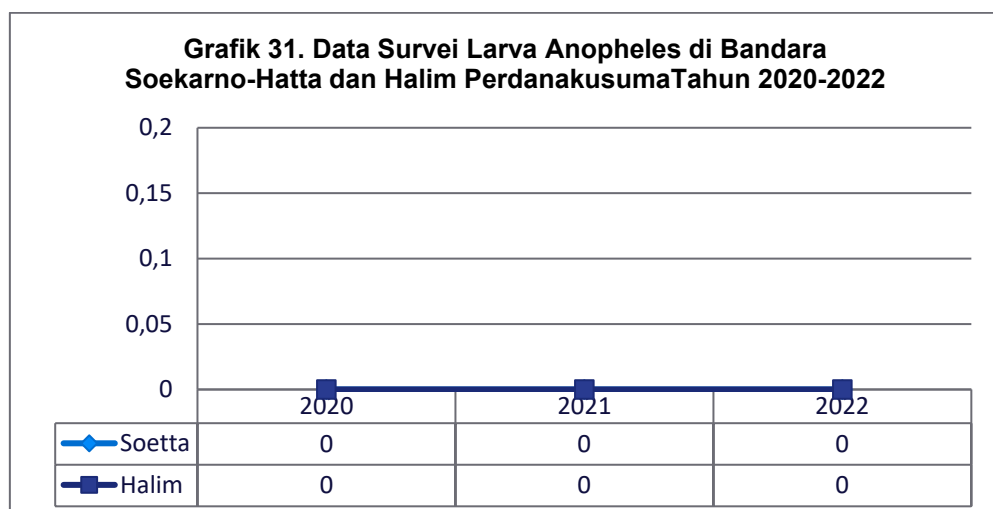 Grafik 31. Data Survei Larva Anopheles di Bandara
Soekarno-Hatta dan Halim PerdanakusumaTahun 2020-2022
0,2
0,15
0,1
0,05
0
2020 2021 2022
Soetta 0 0 0
Halim 0 0 0